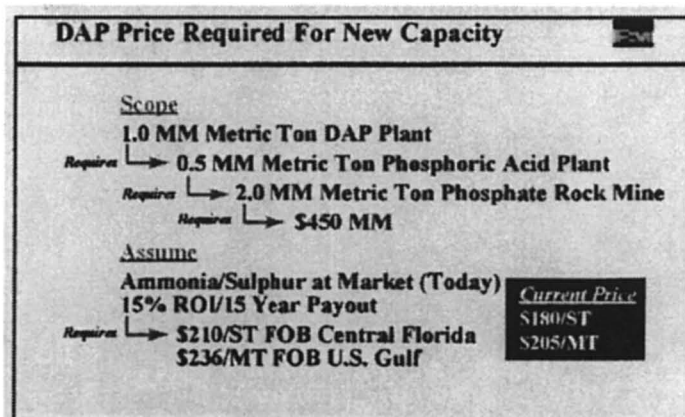 DAP Price Required For New Capacity
Scope
1.0 MM Metric Ton DAP Plant
Requires 0.5 MM Metric Ton Phosphoric Acid Plant
Requires 2.0 MM Metric Ton Phosphate Rock Mine
Requires $450 MM
Assume
Ammonia/Sulphur at Market (Today)
15% ROI/15 Year Payout
Requires $210/ST FOB Central Florida
$236/MT FOB U.S. Gulf
Current Price
$180/ST
$205/MT